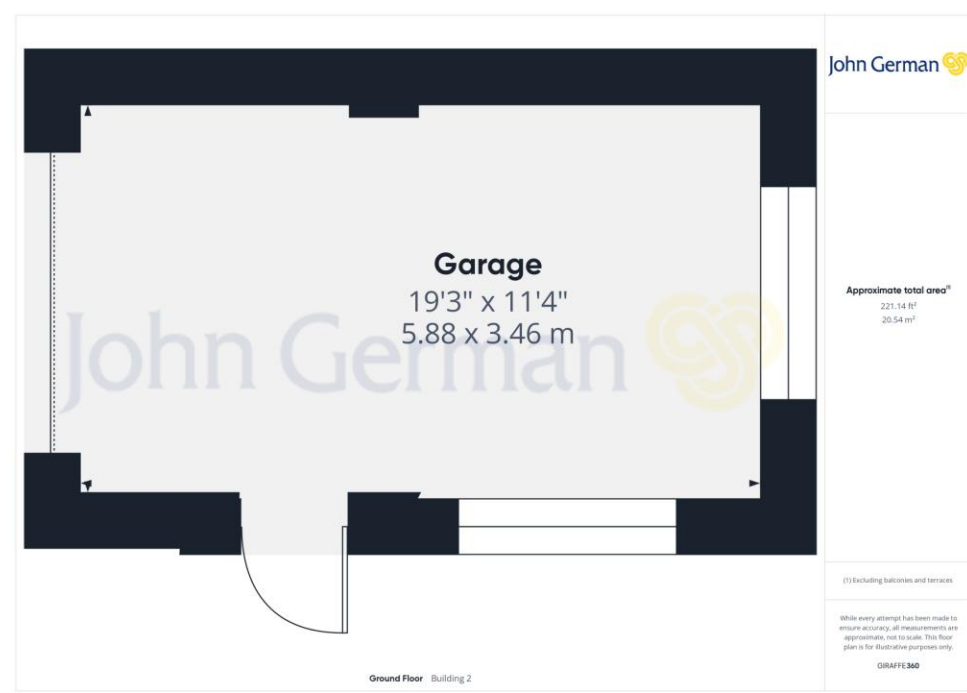 John German
Garage
19'3" x 11'4"
5.88 x 3.46 m
John German
Approximate total area(1)
221.14 ft²
20.54 m²
(1) Excluding balconies and terraces
While every attempt has been made to
ensure accuracy, all measurements are
approximate, not to scale. This floor
plan is for illustrative purposes only.
GIRAFFE360
Ground Floor Building 2